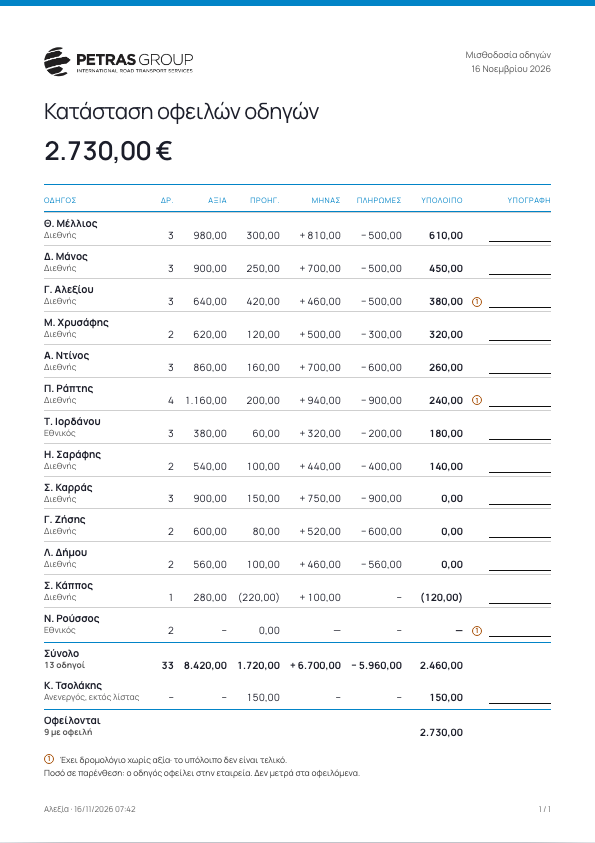 PETRAS GROUP
INTERNATIONAL ROAD TRANSPORT SERVICES
Μισθοδοσία οδηγών
16 Νοεμβρίου 2026
Κατάσταση οφειλών οδηγών
2.730,00 €
ΟΔΗΓΟΣ ΔΡ. ΑΞΙΑ ΠΡΟΗΓ. ΜΗΝΑΣ ΠΛΗΡΩΜΕΣ ΥΠΟΛΟΙΠΟ ΥΠΟΓΡΑΦΗ
Θ. Μέλλιος
Διεθνής 3 980,00 300,00 + 810,00 − 500,00 610,00
Δ. Μάνος
Διεθνής 3 900,00 250,00 + 700,00 − 500,00 450,00
Γ. Αλεξίου
Διεθνής 3 640,00 420,00 + 460,00 − 500,00 380,00 1
Μ. Χρυσάφης
Διεθνής 2 620,00 120,00 + 500,00 − 300,00 320,00
Α. Ντίνος
Διεθνής 3 860,00 160,00 + 700,00 − 600,00 260,00
Π. Ράπτης
Διεθνής 4 1.160,00 200,00 + 940,00 − 900,00 240,00 1
Τ. Ιορδάνου
Εθνικός 3 380,00 60,00 + 320,00 − 200,00 180,00
Η. Σαράφης
Διεθνής 2 540,00 100,00 + 440,00 − 400,00 140,00
Σ. Καρράς
Διεθνής 3 900,00 150,00 + 750,00 − 900,00 0,00
Γ. Ζήσης
Διεθνής 2 600,00 80,00 + 520,00 − 600,00 0,00
Λ. Δήμου
Διεθνής 2 560,00 100,00 + 460,00 − 560,00 0,00
Σ. Κάππος
Διεθνής 1 280,00 (220,00) + 100,00 – (120,00)
Ν. Ρούσσος
Εθνικός 2 – 0,00 — – — 1
Σύνολο
13 οδηγοί 33 8.420,00 1.720,00 + 6.700,00 − 5.960,00 2.460,00
Κ. Τσολάκης
Ανενεργός, εκτός λίστας – – 150,00 – – 150,00
Οφείλονται
9 με οφειλή 2.730,00
1 Έχει δρομολόγιο χωρίς αξία· το υπόλοιπο δεν είναι τελικό.
Ποσό σε παρένθεση: ο οδηγός οφείλει στην εταιρεία. Δεν μετρά στα οφειλόμενα.
Αλεξία · 16/11/2026 07:42
1 / 1